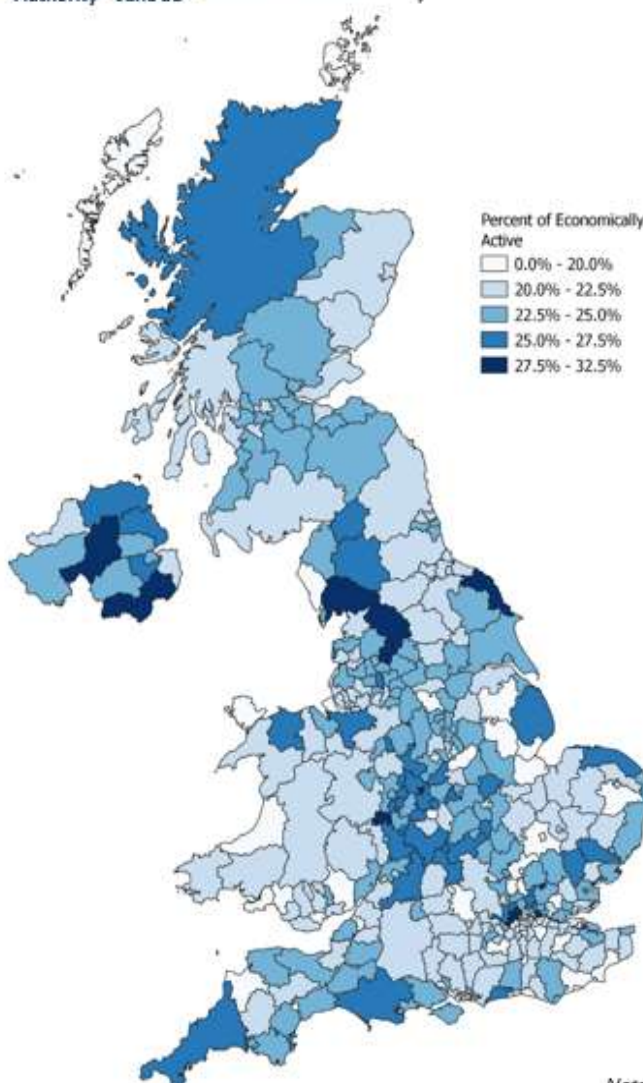 Percent of Economically
Active
0.0% - 20.0%
20.0% - 22.5%
22.5% - 25.0%
25.0% - 27.5%
27.5% - 32.5%